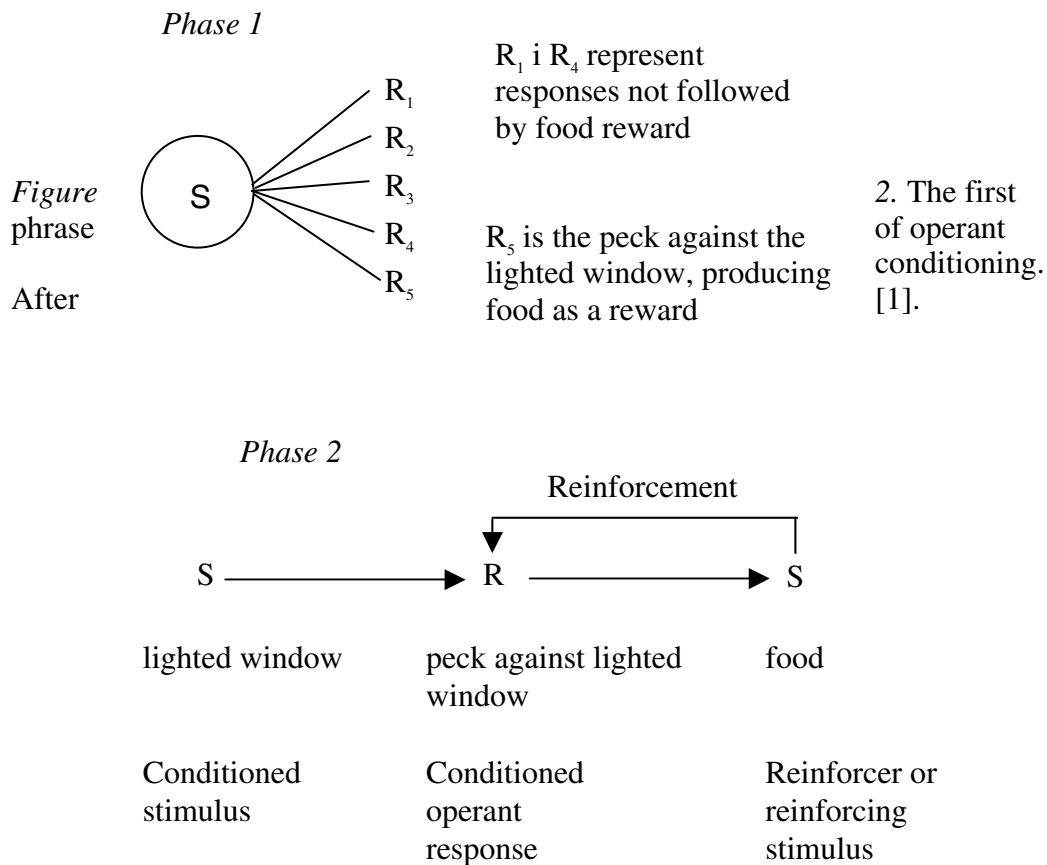 Phase 1
R₁
R₂
R₃
R₄
R₅
S
R₁ i R₄ represent
responses not followed
by food reward
R₅ is the peck against the
lighted window, producing
food as a reward
Figure 2. The first
phrase of operant
conditioning.
After [1].
Phase 2
Reinforcement
S R S
lighted window
peck against lighted
window
food
Conditioned
stimulus
Conditioned
operant
response
Reinforcer or
reinforcing
stimulus